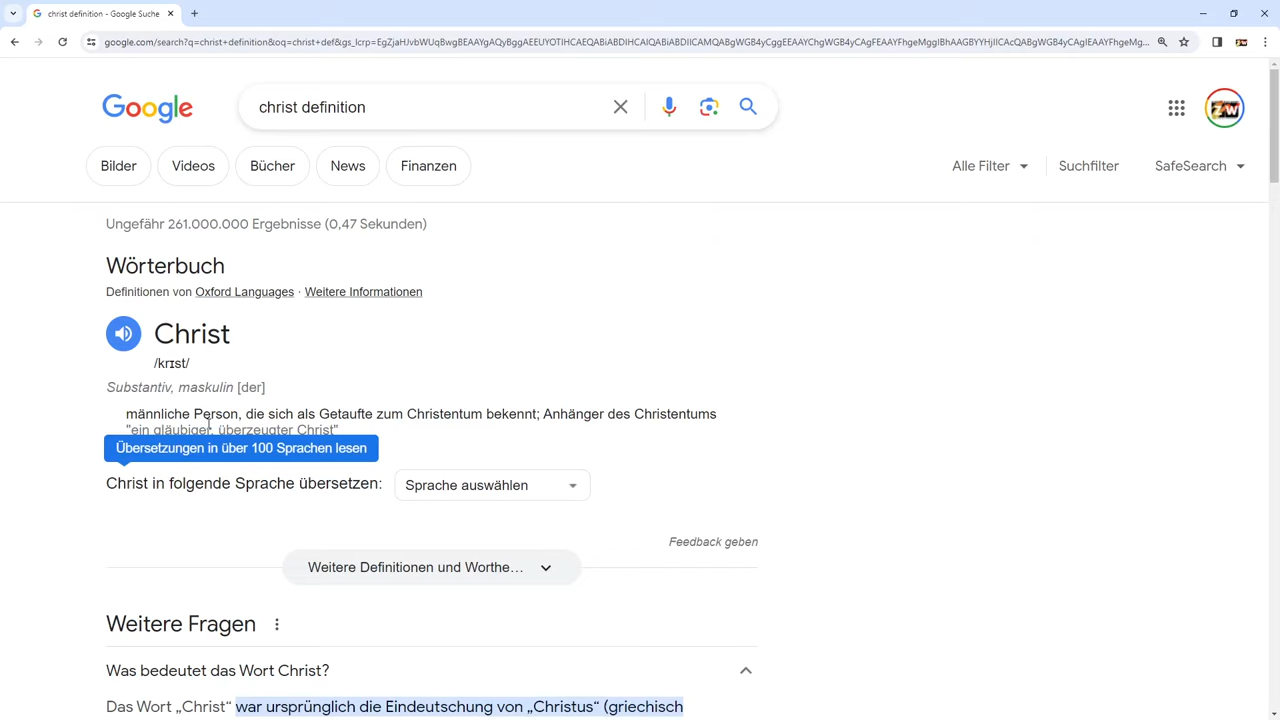 christ definition - Google Suche
google.com/search?q=christ+definition&oq=christ+def&gs_lcrp=EgZjaHJvbWUqBwgBEAAYgAQyBggAEEUYOTIHCAEQABiABDIHCAIQABiABDIICAMQABgWGB4yCggEEAAYChgWGB4yCAgFEAAYFhgeMggIBhAAGBYYHjIICAcQABgWGB4yCAgIEAAYFhgeMg...
Google
christ definition
Bilder
Videos
Bücher
News
Finanzen
Alle Filter
Suchfilter
SafeSearch
Ungefähr 261.000.000 Ergebnisse (0,47 Sekunden)
Wörterbuch
Definitionen von Oxford Languages · Weitere Informationen
Christ
/krɪst/
Substantiv, maskulin [der]
männliche Person, die sich als Getaufte zum Christentum bekennt; Anhänger des Christentums
"ein gläubiger, überzeugter Christ"
Übersetzungen in über 100 Sprachen lesen
Christ in folgende Sprache übersetzen:
Sprache auswählen
Feedback geben
Weitere Definitionen und Worthe...
Weitere Fragen
Was bedeutet das Wort Christ?
Das Wort „Christ“ war ursprünglich die Eindeutschung von „Christus“ (griechisch